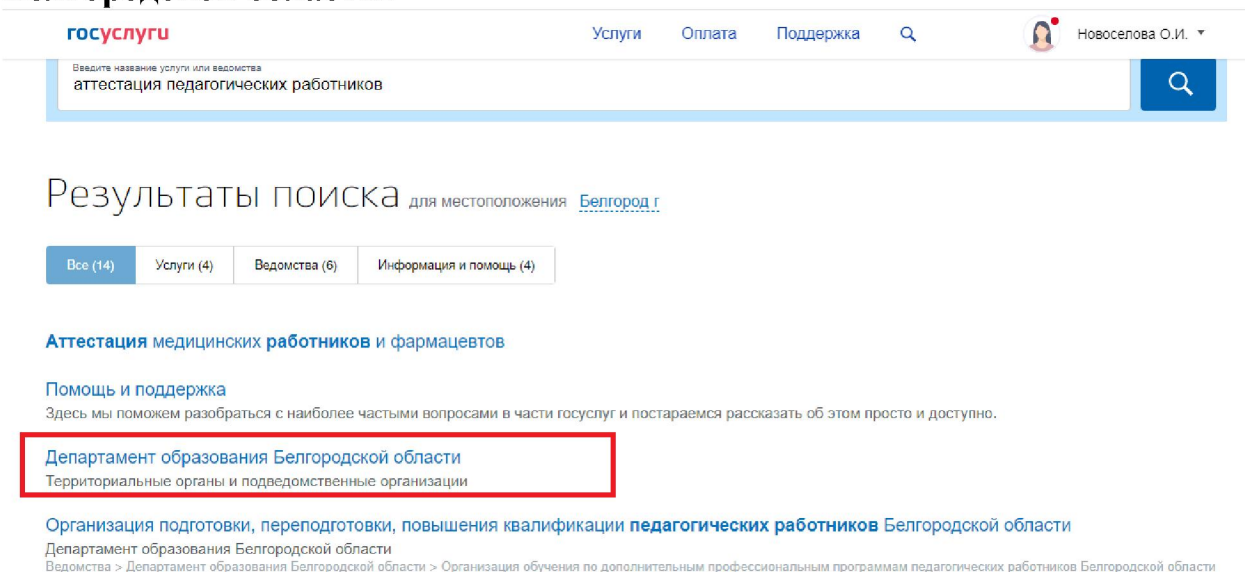 госуслуги Услуги Оплата Поддержка Новоселова О.И.
Введите название услуги или ведомства
аттестация педагогических работников
Результаты поиска для местоположения Белгород г
Все (14) Услуги (4) Ведомства (6) Информация и помощь (4)
Аттестация медицинских работников и фармацевтов
Помощь и поддержка
Здесь мы поможем разобраться с наиболее частыми вопросами в части госуслуг и постараемся рассказать об этом просто и доступно.
Департамент образования Белгородской области
Территориальные органы и подведомственные организации
Организация подготовки, переподготовки, повышения квалификации педагогических работников Белгородской области
Департамент образования Белгородской области
Ведомства > Департамент образования Белгородской области > Организация обучения по дополнительным профессиональным программам педагогических работников Белгородской области